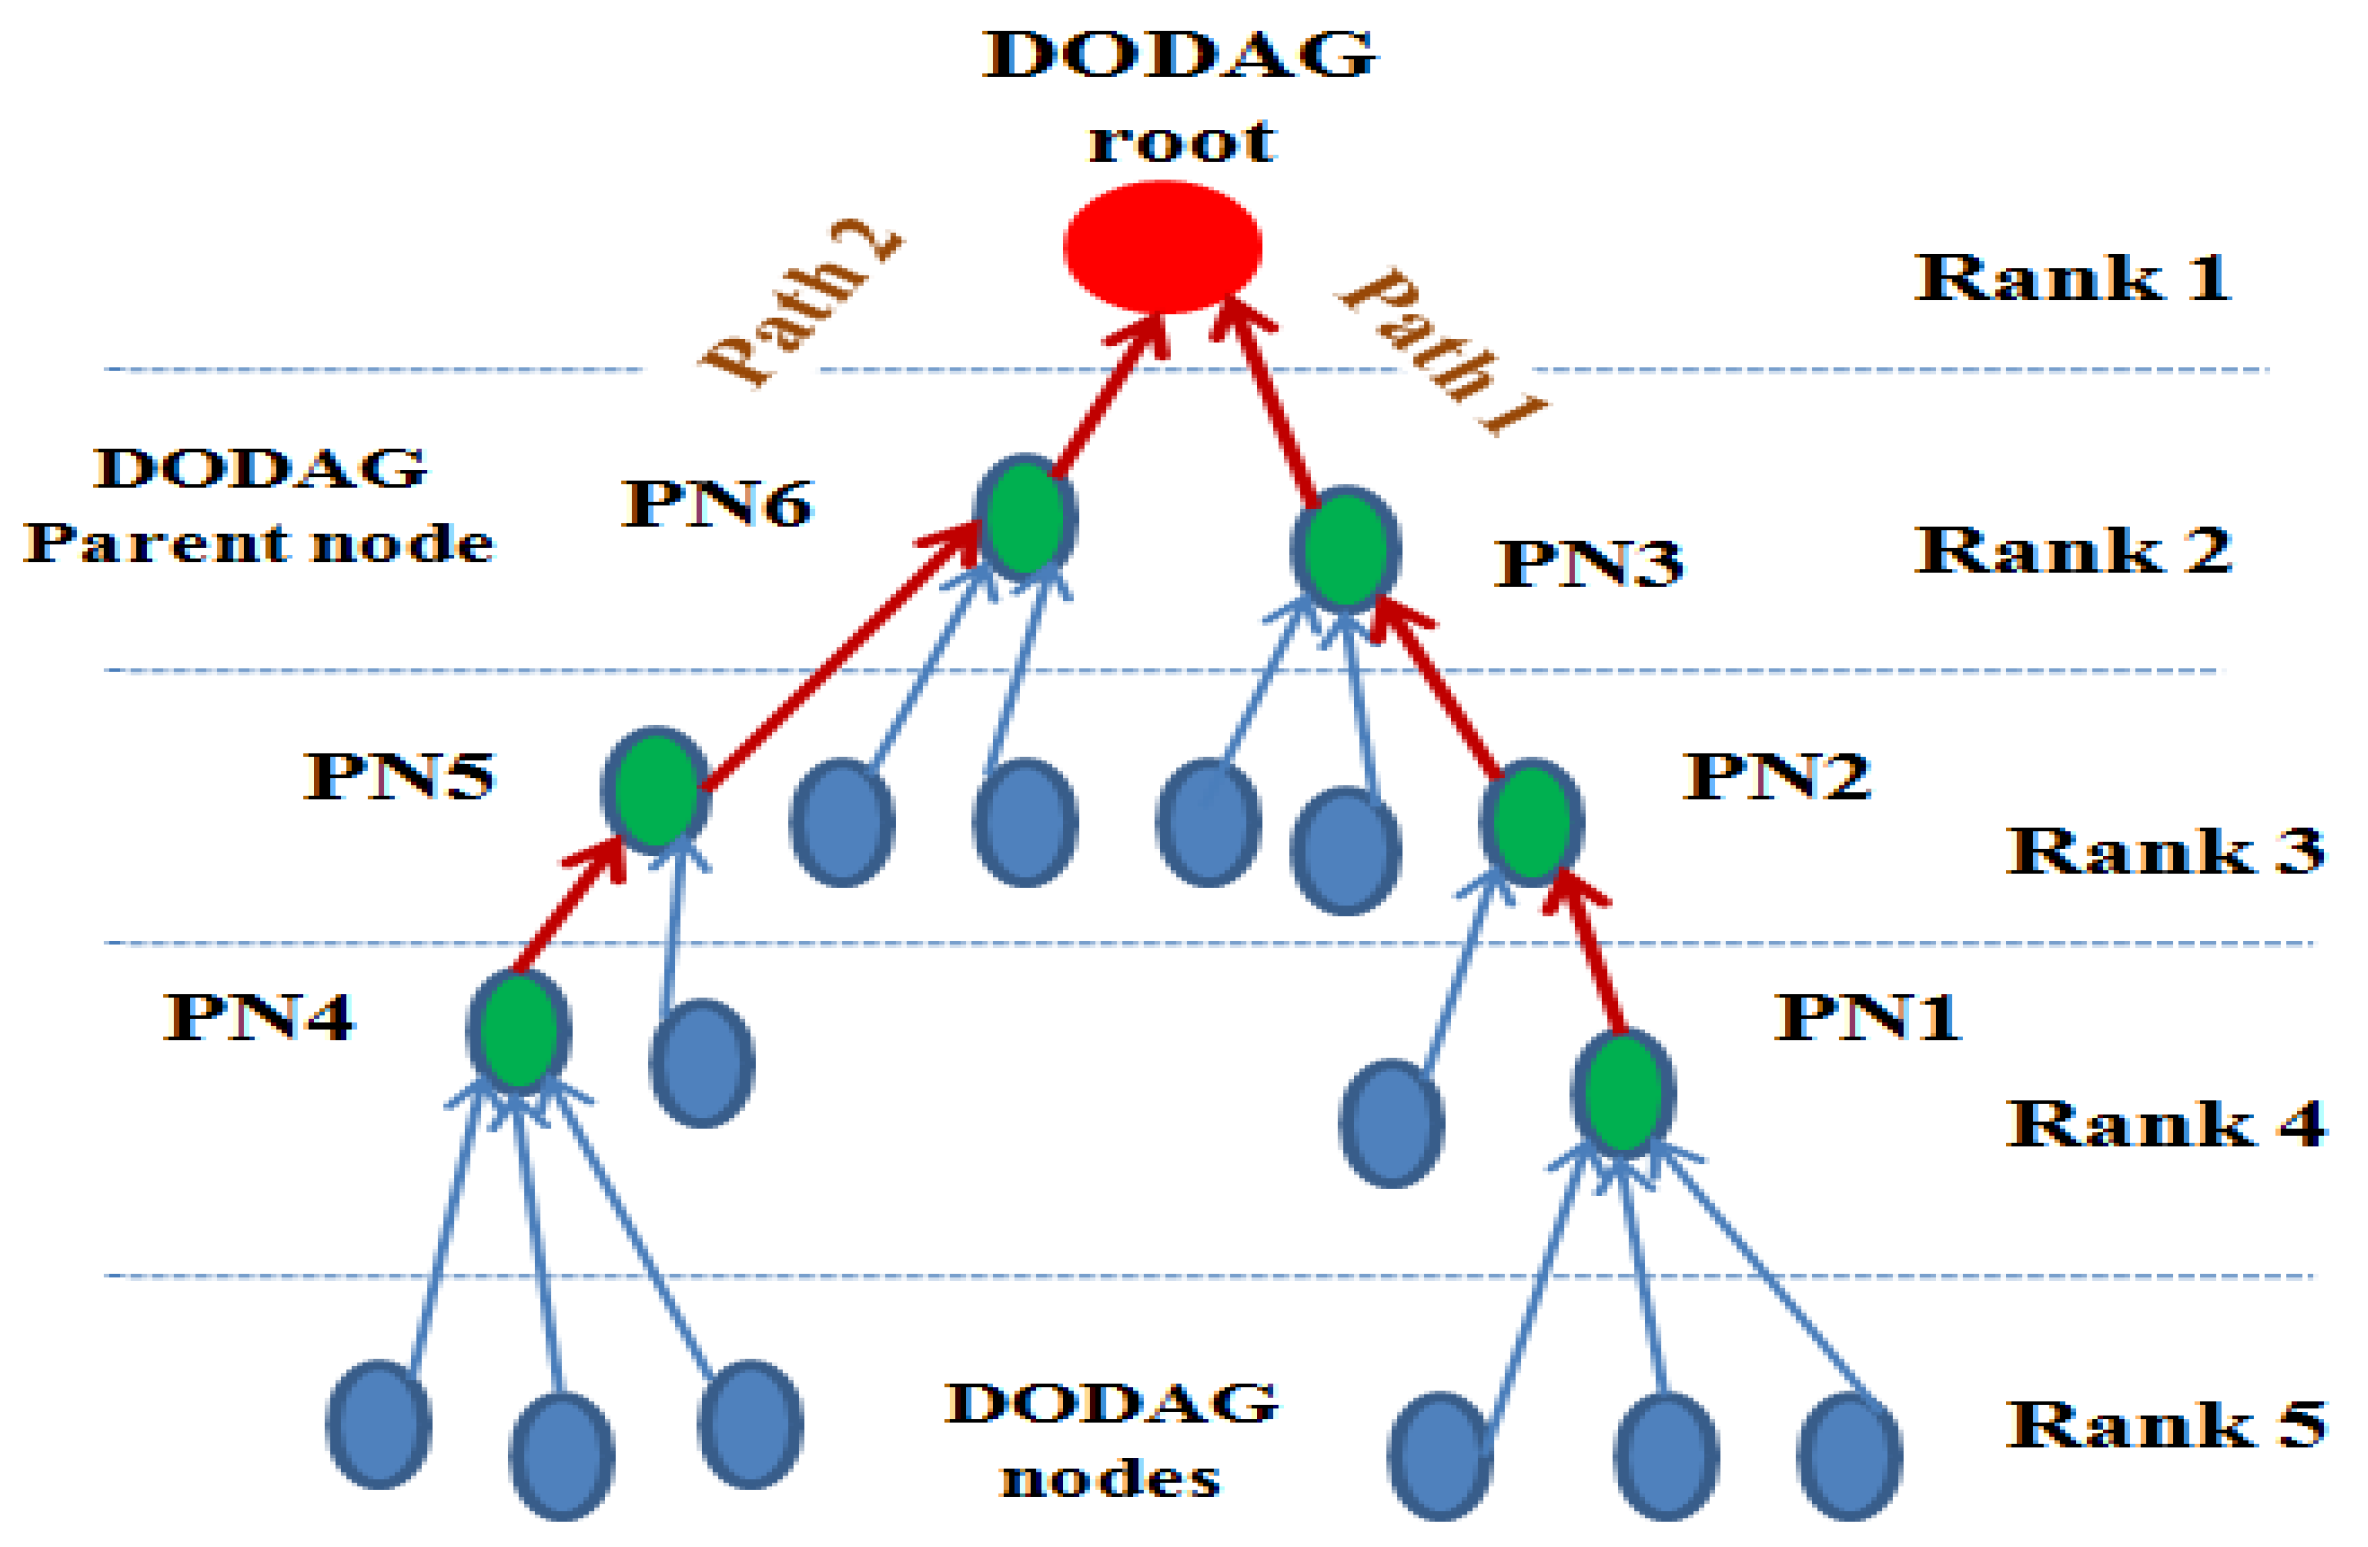 DODAG
root
Path 2
Path 1
Rank 1
DODAG
Parent node
PN6
PN3
Rank 2
PN5
PN2
Rank 3
PN4
PN1
Rank 4
DODAG
nodes
Rank 5